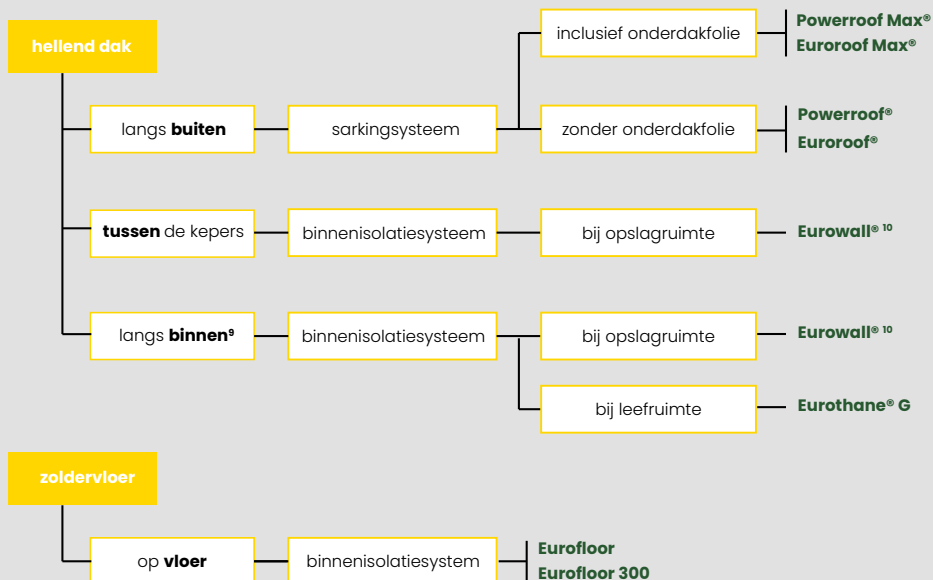 hellend dak
inclusief onderdakfolie
Powerroof Max®
Euroroof Max®
langs buiten
sarkingsysteem
zonder onderdakfolie
Powerroof®
Euroroof®
tussen de kepers
binnenisolatiesysteem
bij opslagruimte
Eurowall® ¹⁰
langs binnen⁹
binnenisolatiesysteem
bij opslagruimte
Eurowall® ¹⁰
bij leefruimte
Eurothane® G
zoldervloer
op vloer
binnenisolatiesystem
Eurofloor
Eurofloor 300